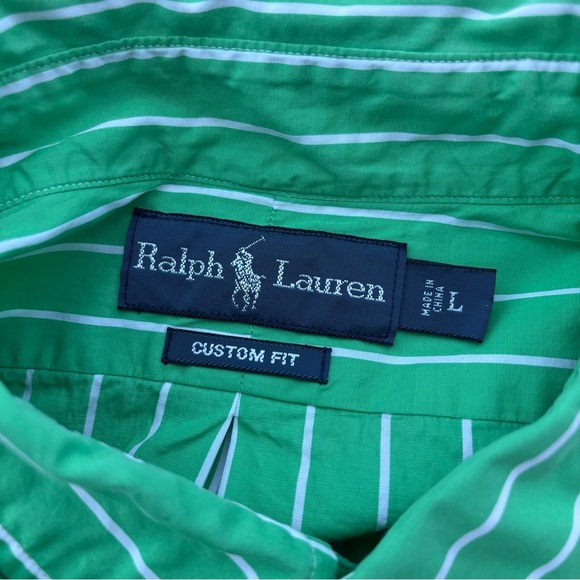 Ralph Lauren
MADE IN
CHINA
L
CUSTOM FIT